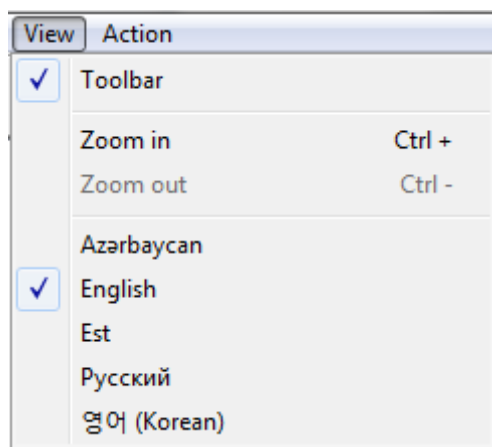 View Action
Toolbar
Zoom in Ctrl +
Zoom out Ctrl -
Azərbaycan
English
Est
Русский
영어 (Korean)